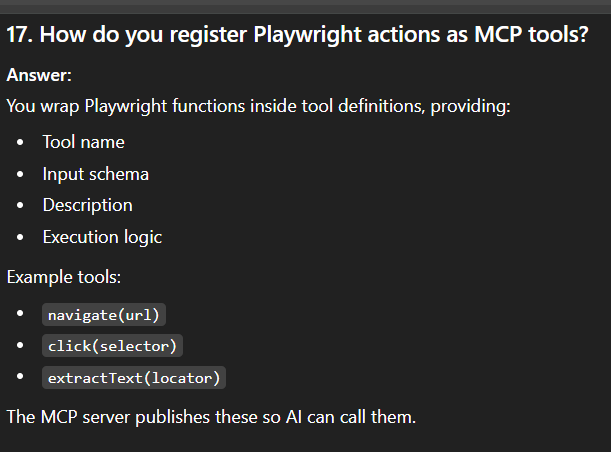 17. How do you register Playwright actions as MCP tools?
Answer:
You wrap Playwright functions inside tool definitions, providing:
• Tool name
• Input schema
• Description
• Execution logic
Example tools:
• navigate(url)
• click(selector)
• extractText(locator)
The MCP server publishes these so AI can call them.